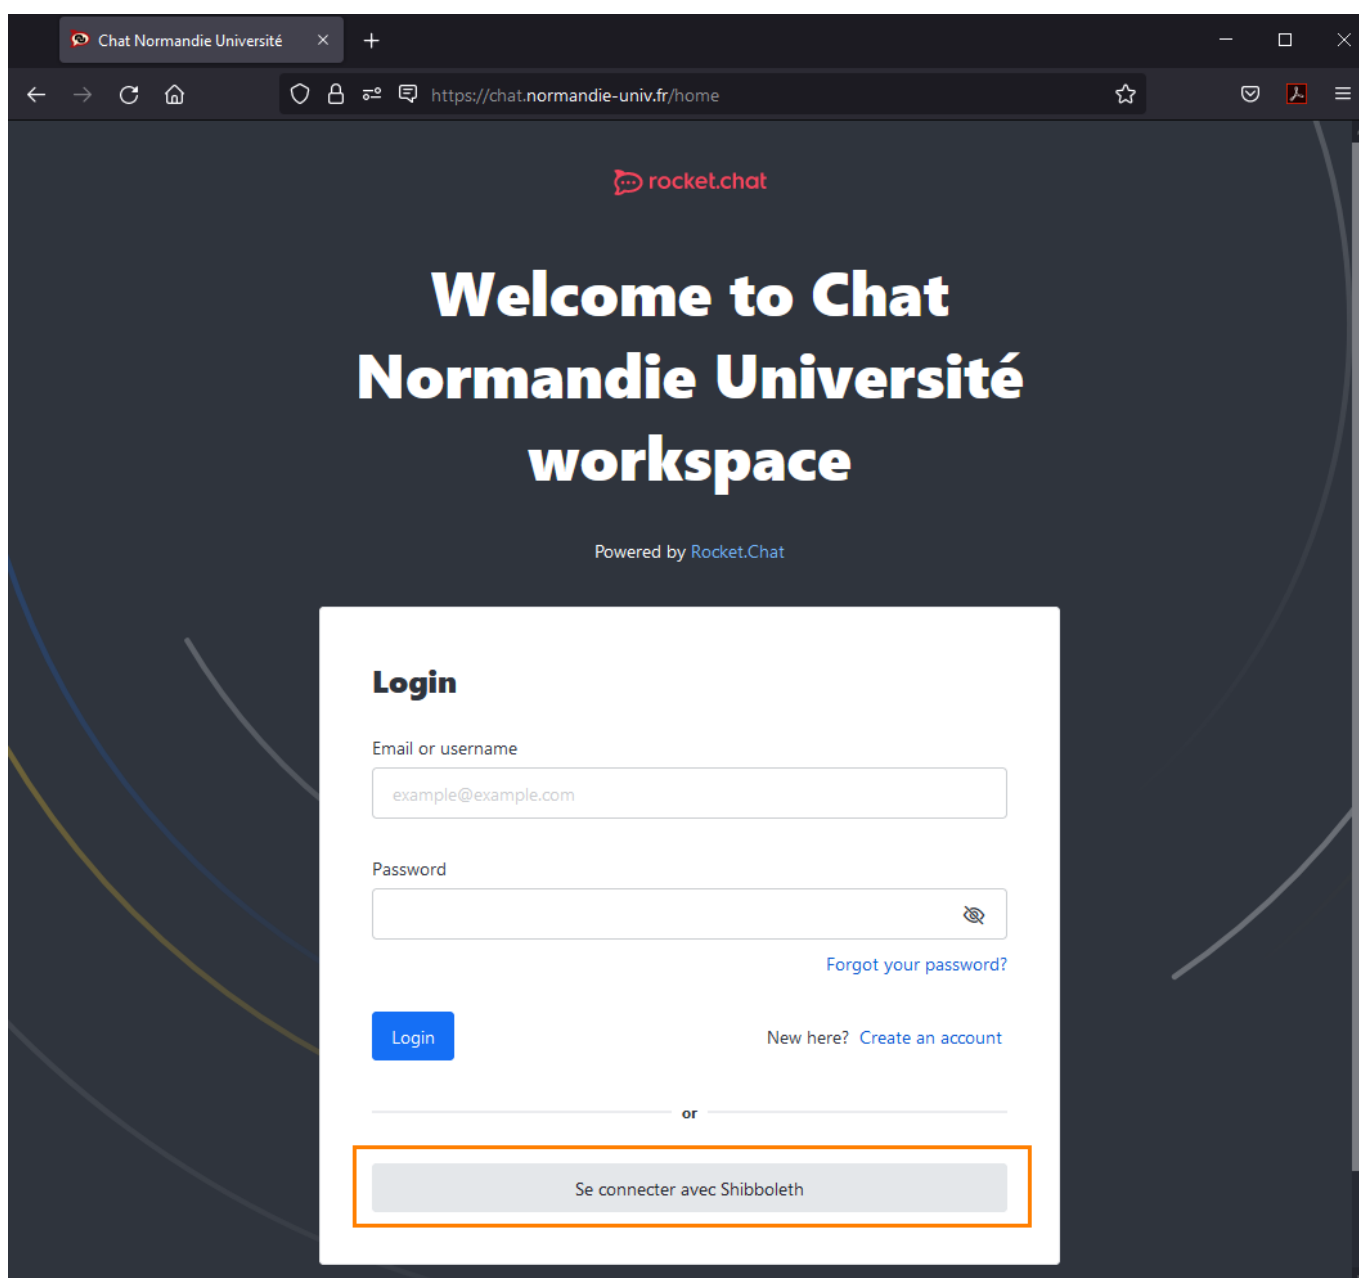 Chat Normandie Université
https://chat.normandie-univ.fr/home
rocket.chat
Welcome to Chat
Normandie Université
workspace
Powered by Rocket.Chat
Login
Email or username
example@example.com
Password
Forgot your password?
Login
New here? Create an account
or
Se connecter avec Shibboleth